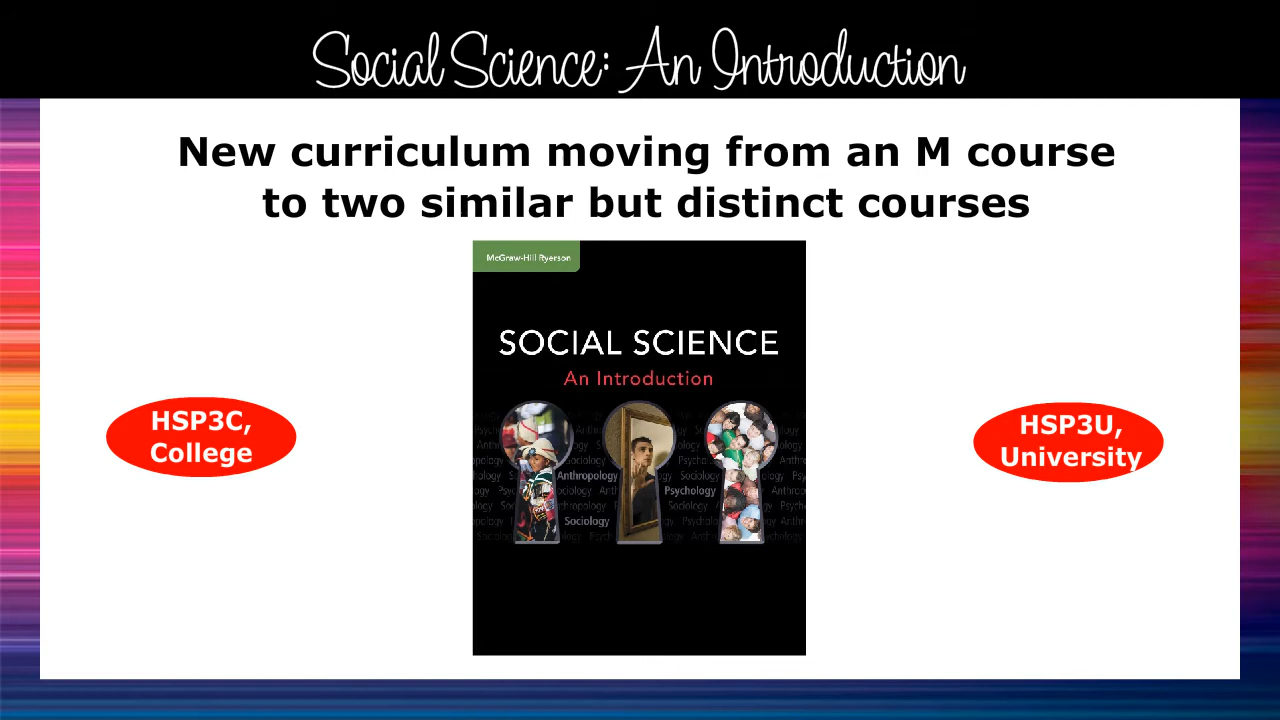 Social Science: An Introduction
New curriculum moving from an M course
to two similar but distinct courses
McGraw-Hill Ryerson
SOCIAL SCIENCE
An Introduction
Anthropology
Psychology
Sociology
HSP3C,
College
HSP3U,
University